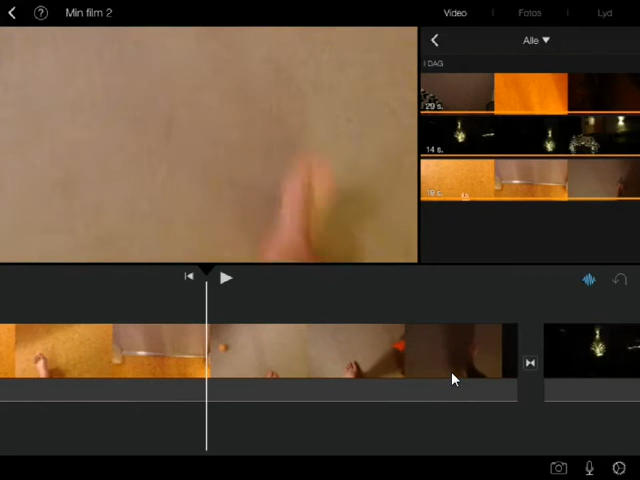 Min film 2
Video
Fotos
Lyd
Alle
I DAG
29 s.
14 s.
19 s.